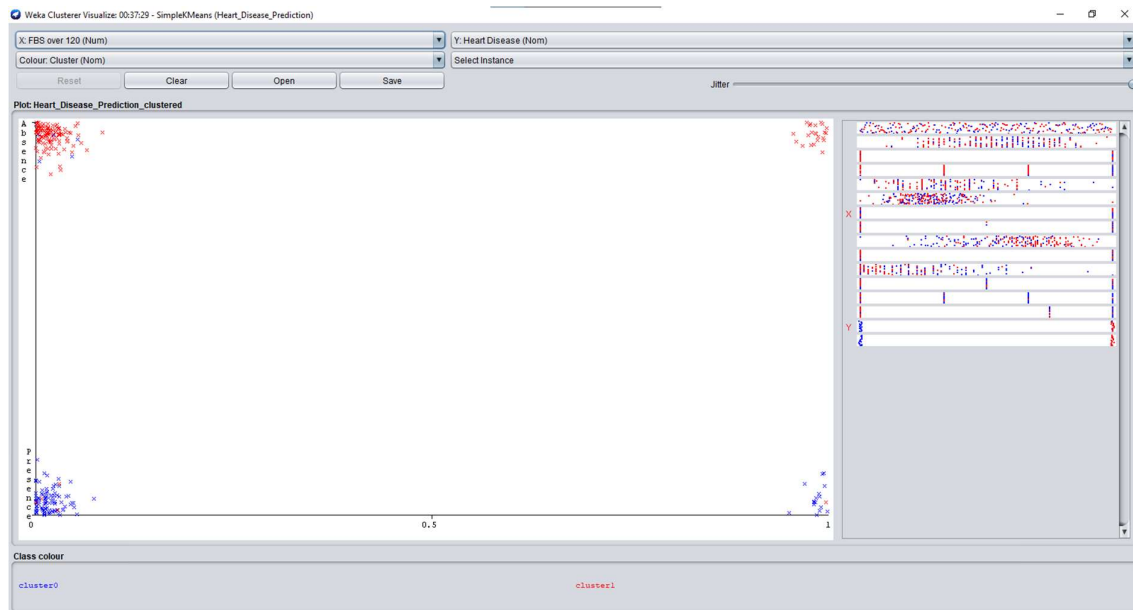 Weka Clusterer Visualize: 00:37:29 - SimpleKMeans (Heart_Disease_Prediction)
X: FBS over 120 (Num)
Y: Heart Disease (Nom)
Colour: Cluster (Nom)
Select Instance
Reset
Clear
Open
Save
Jitter
Plot: Heart_Disease_Prediction_clustered
Absence
Presence
0
0.5
1
X
Y
Class colour
cluster0
cluster1